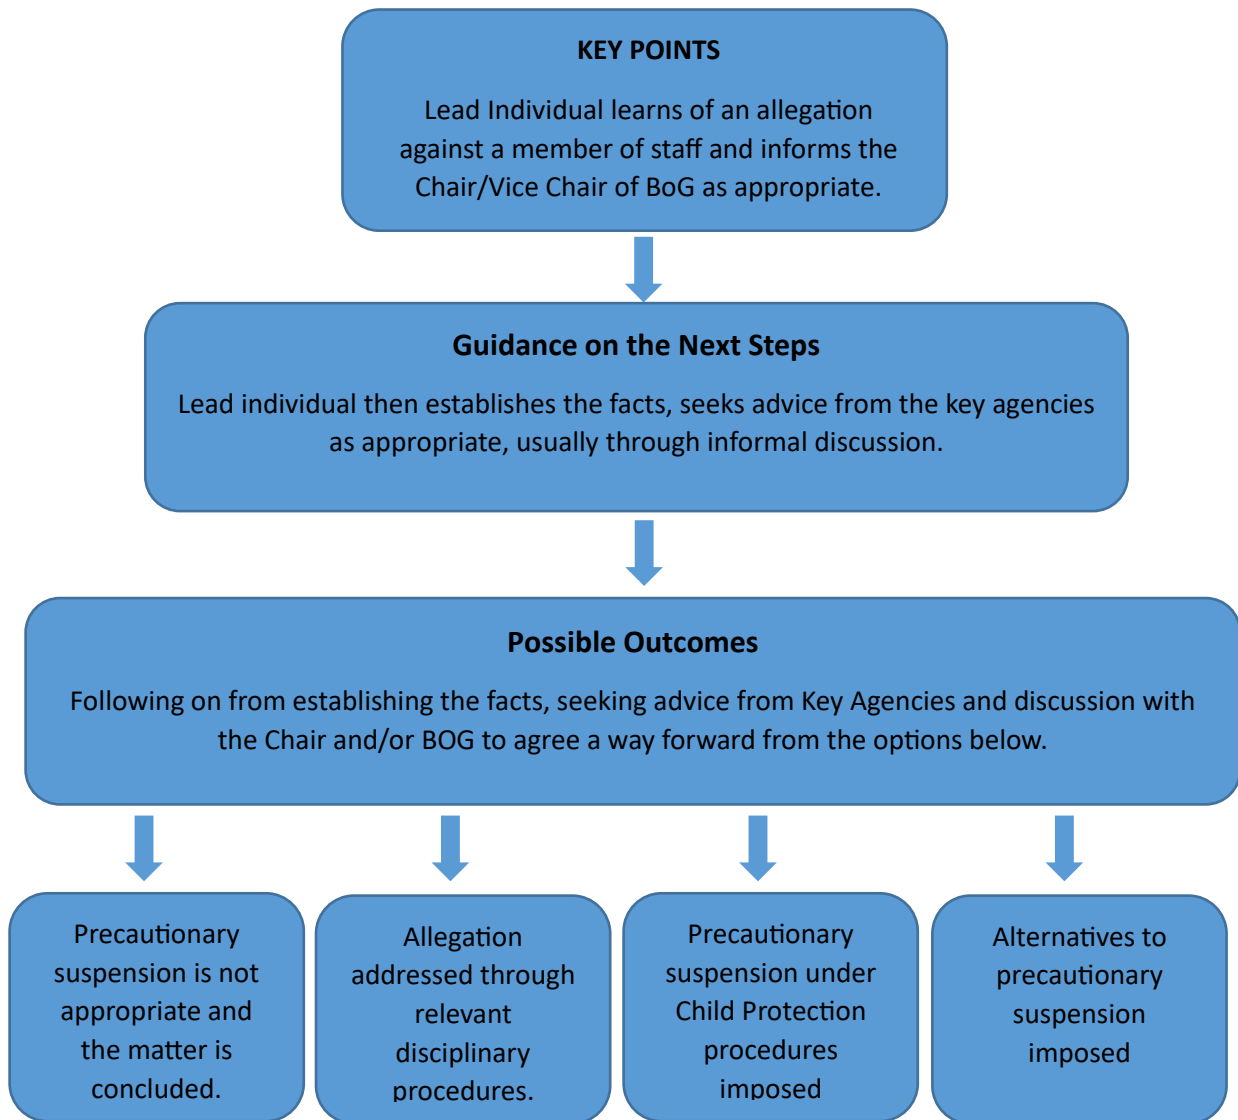 KEY POINTS
Lead Individual learns of an allegation
against a member of staff and informs the
Chair/Vice Chair of BoG as appropriate.
Guidance on the Next Steps
Lead individual then establishes the facts, seeks advice from the key agencies
as appropriate, usually through informal discussion.
Possible Outcomes
Following on from establishing the facts, seeking advice from Key Agencies and discussion with
the Chair and/or BOG to agree a way forward from the options below.
Precautionary
suspension is not
appropriate and
the matter is
concluded.
Allegation
addressed through
relevant
disciplinary
procedures.
Precautionary
suspension under
Child Protection
procedures
imposed
Alternatives to
precautionary
suspension
imposed